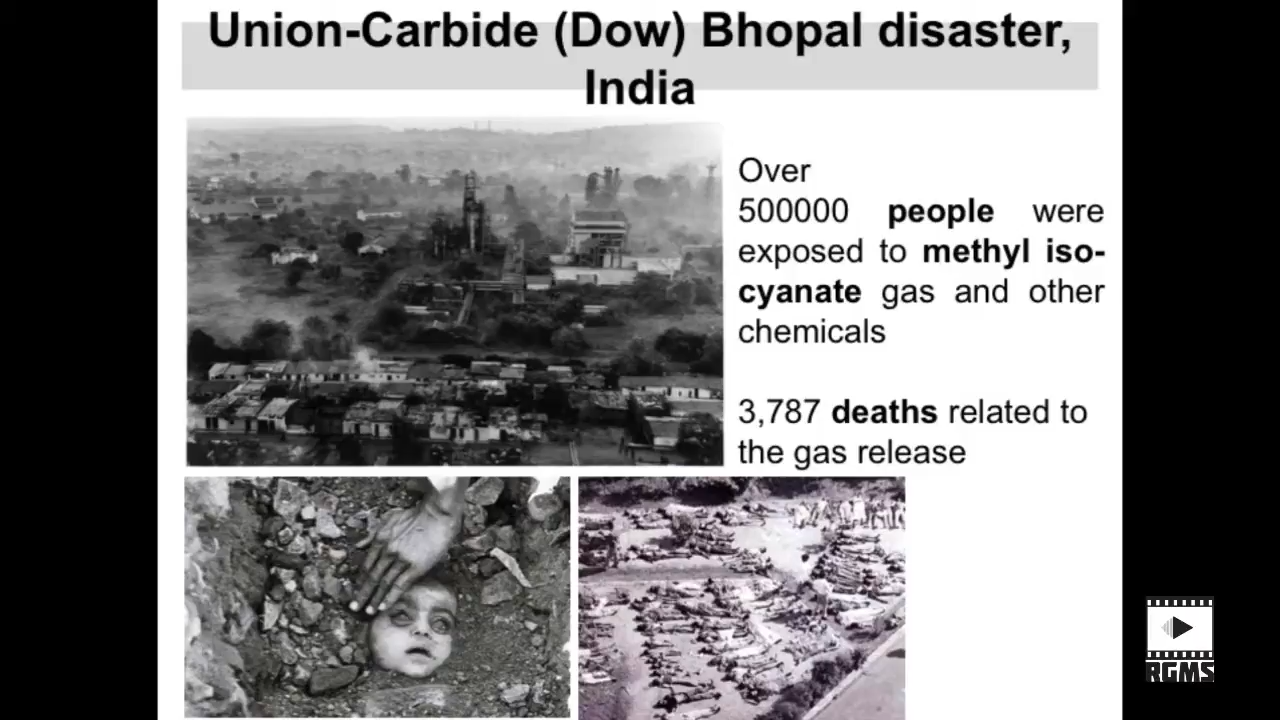 Union-Carbide (Dow) Bhopal disaster,
India
Over
500000 people were
exposed to methyl iso-
cyanate gas and other
chemicals
3,787 deaths related to
the gas release
RGMS